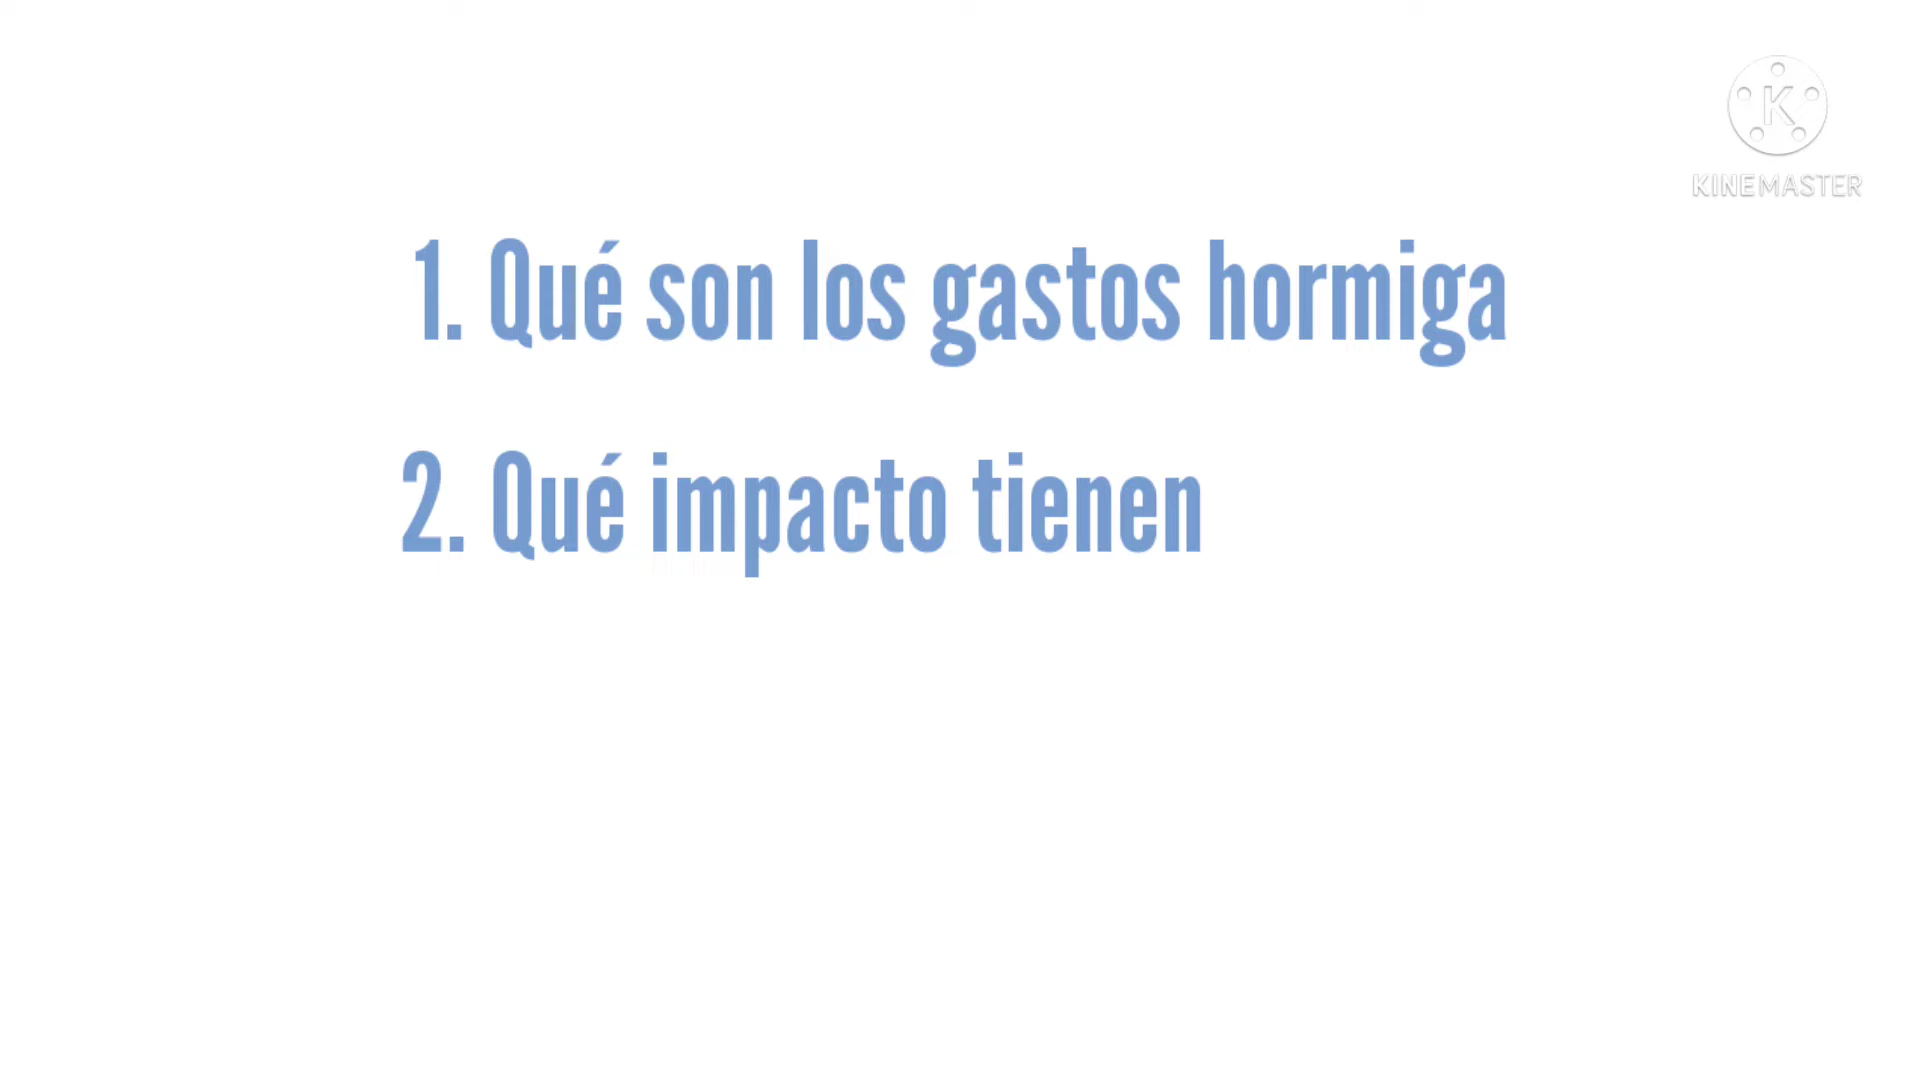 K
KINEMASTER
1. Qué son los gastos hormiga
2. Qué impacto tienen